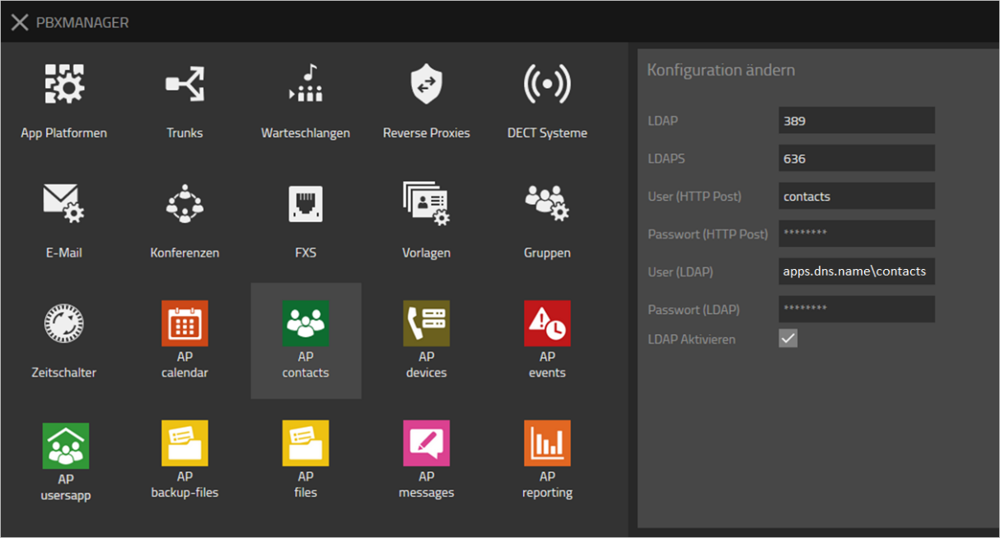 PBXMANAGER
App Platformen
Trunks
Warteschlangen
Reverse Proxies
DECT Systeme
E-Mail
Konferenzen
FXS
Vorlagen
Gruppen
Zeitschalter
AP
calendar
AP
contacts
AP
devices
AP
events
AP
usersapp
AP
backup-files
AP
files
AP
messages
AP
reporting
Konfiguration ändern
LDAP 389
LDAPS 636
User (HTTP Post) contacts
Passwort (HTTP Post) ********
User (LDAP) apps.dns.name\contacts
Passwort (LDAP) ********
LDAP Aktivieren